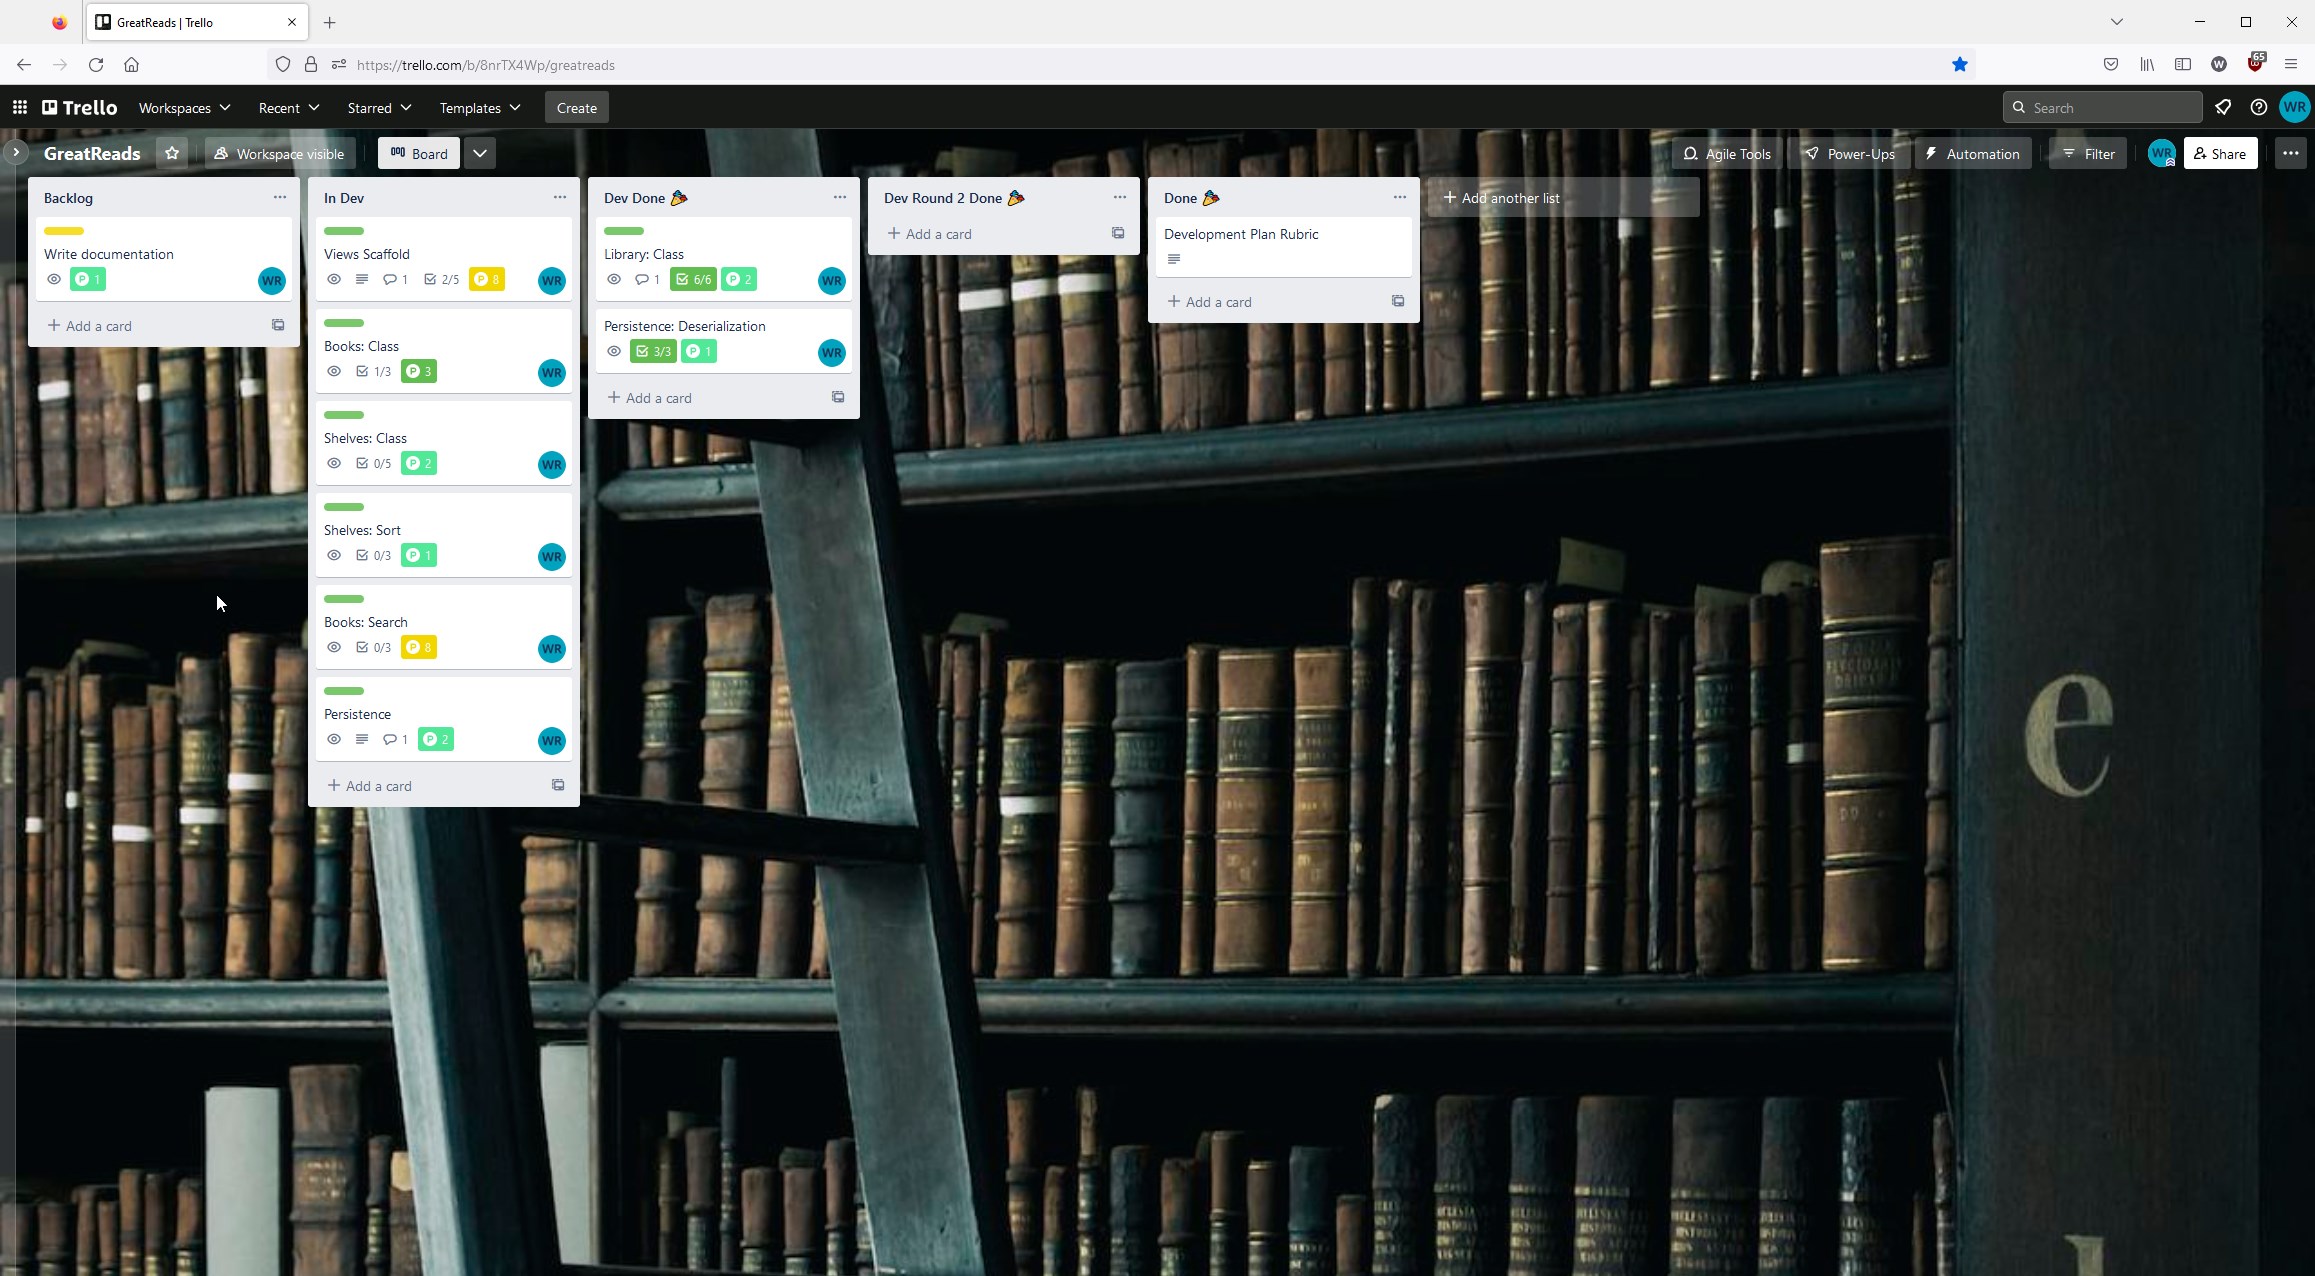 GreatReads | Trello
https://trello.com/b/8nrTX4Wp/greatreads
65
W
Trello
Workspaces
Recent
Starred
Templates
Create
Search
WR
GreatReads
Workspace visible
Board
Agile Tools
Power-Ups
Automation
Filter
WR
Share
Backlog
Write documentation
P 1
WR
+ Add a card
In Dev
Views Scaffold
1 2/5 P 8
WR
Books: Class
1/3 P 3
WR
Shelves: Class
0/5 P 2
WR
Shelves: Sort
0/3 P 1
WR
Books: Search
0/3 P 8
WR
Persistence
1 P 2
WR
+ Add a card
Dev Done 🎉
Library: Class
1 6/6 P 2
WR
Persistence: Deserialization
3/3 P 1
WR
+ Add a card
Dev Round 2 Done 🎉
+ Add a card
Done 🎉
Development Plan Rubric
+ Add a card
+ Add another list
e